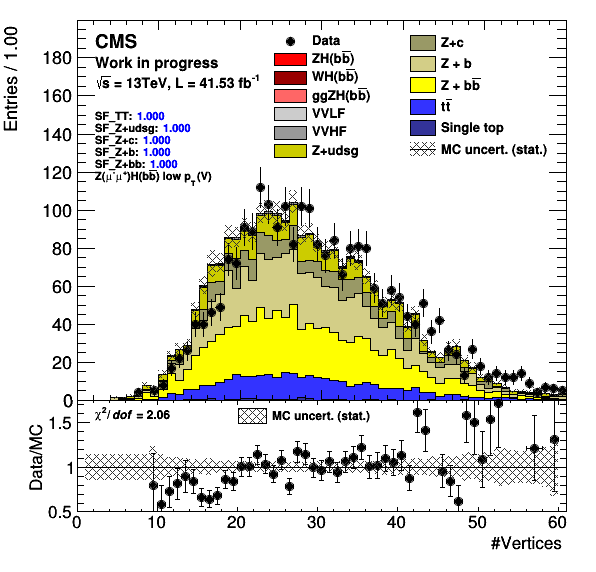 CMS
Work in progress
√s = 13TeV, L = 41.53 fb⁻¹
SF_TT: 1.000
SF_Z+udsg: 1.000
SF_Z+c: 1.000
SF_Z+b: 1.000
SF_Z+bb: 1.000
Z(μ⁻μ⁺)H(bb̅) low p_T(V)
Data
ZH(bb̅)
WH(bb̅)
ggZH(bb̅)
VVLF
VVHF
Z+udsg
Z+c
Z + b
Z + bb̅
tt̅
Single top
MC uncert. (stat.)
Entries / 1.00
180
160
140
120
100
80
60
40
20
0
χ²/dof = 2.06
MC uncert. (stat.)
Data/MC
1.5
1
0.5
0 10 20 30 40 50 60
#Vertices